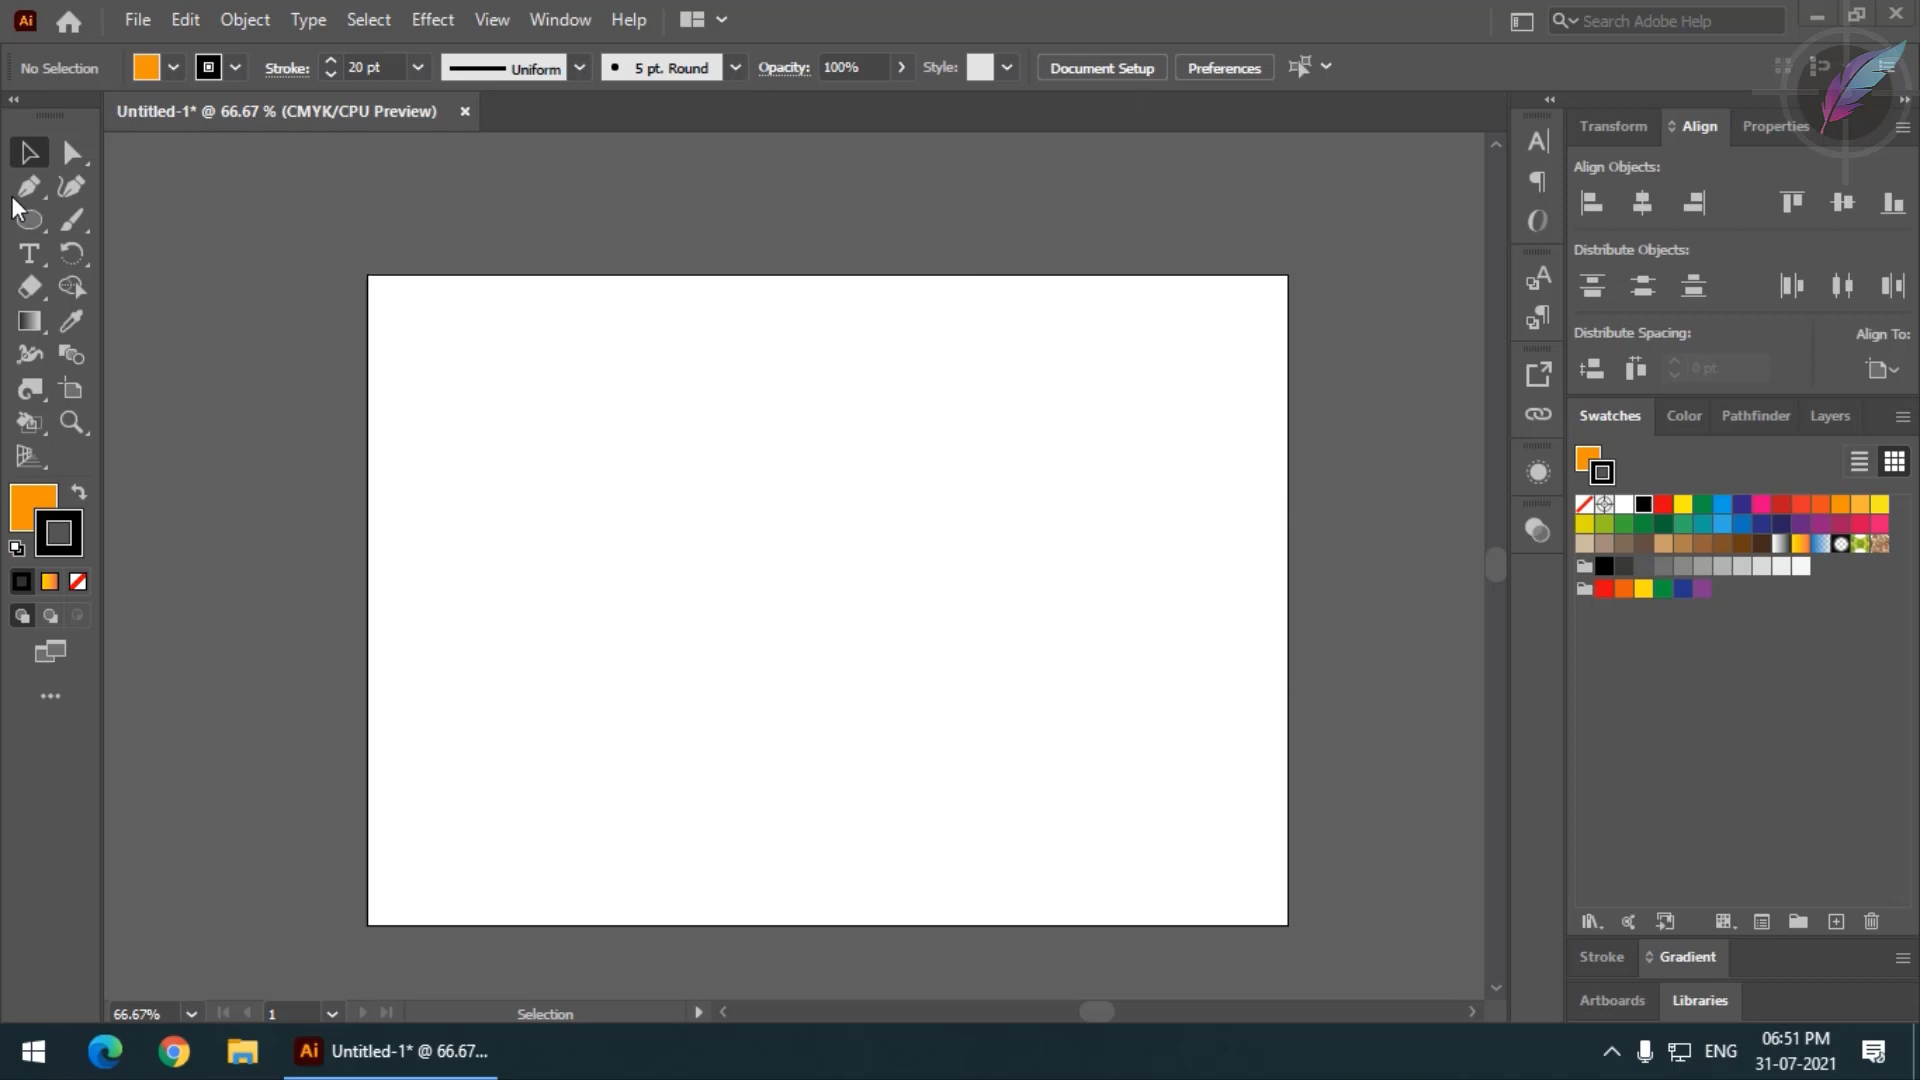 Ai File Edit Object Type Select Effect View Window Help Search Adobe Help
No Selection Stroke: 20 pt Uniform 5 pt. Round Opacity: 100% Style: Document Setup Preferences
Untitled-1* @ 66.67 % (CMYK/CPU Preview)
Transform Align Properties
Align Objects:
Distribute Objects:
Distribute Spacing: Align To:
0 pt
Swatches Color Pathfinder Layers
Stroke Gradient
Artboards Libraries
66.67% 1 Selection
Ai Untitled-1* @ 66.67... ENG 06:51 PM
31-07-2021